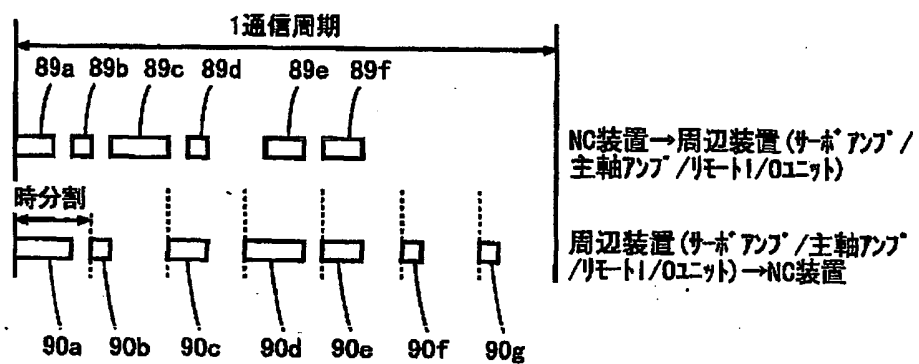 1通信周期
89a 89b 89c 89d 89e 89f
NC装置→周辺装置(サーボアンプ/
主軸アンプ/リモートI/Oユニット)
時分割
周辺装置(サーボアンプ/主軸アンプ
/リモートI/Oユニット)→NC装置
90a 90b 90c 90d 90e 90f 90g